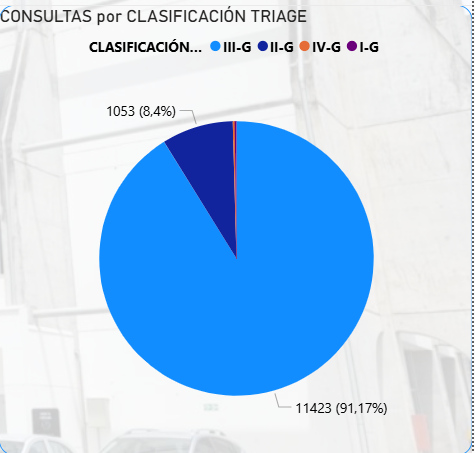 CONSULTAS por CLASIFICACIÓN TRIAGE
CLASIFICACIÓN... III-G II-G IV-G I-G
1053 (8,4%)
11423 (91,17%)